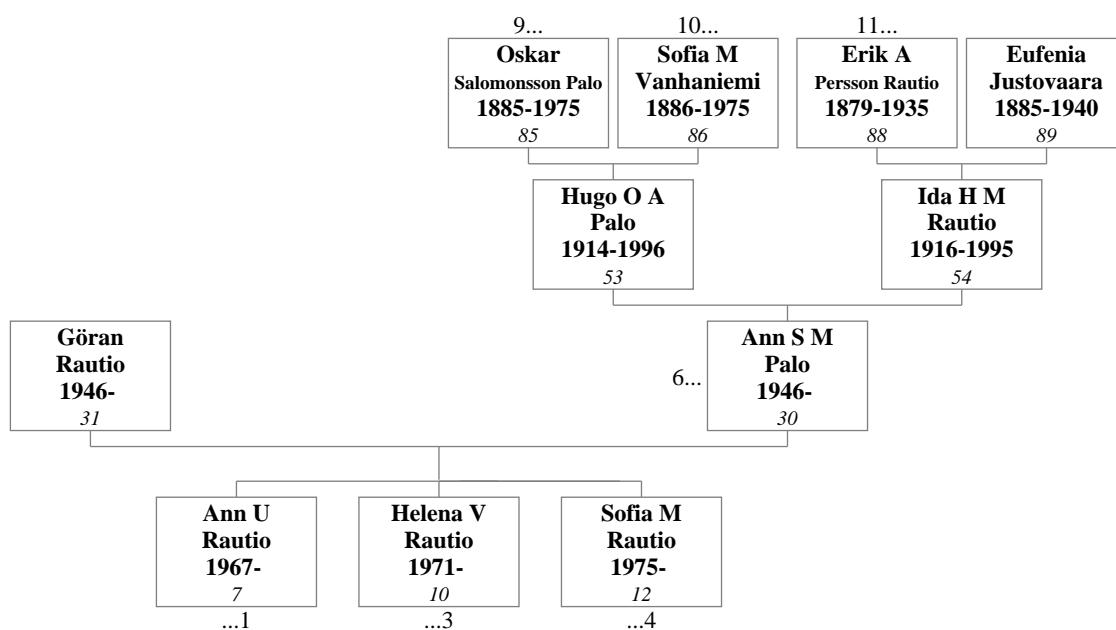 9...
10...
11...
Oskar
Salomonsson Palo
1885-1975
85
Sofia M
Vanhaniemi
1886-1975
86
Erik A
Persson Rautio
1879-1935
88
Eufenia
Justovaara
1885-1940
89
Hugo O A
Palo
1914-1996
53
Ida H M
Rautio
1916-1995
54
Göran
Rautio
1946-
31
6...
Ann S M
Palo
1946-
30
Ann U
Rautio
1967-
7
...1
Helena V
Rautio
1971-
10
...3
Sofia M
Rautio
1975-
12
...4